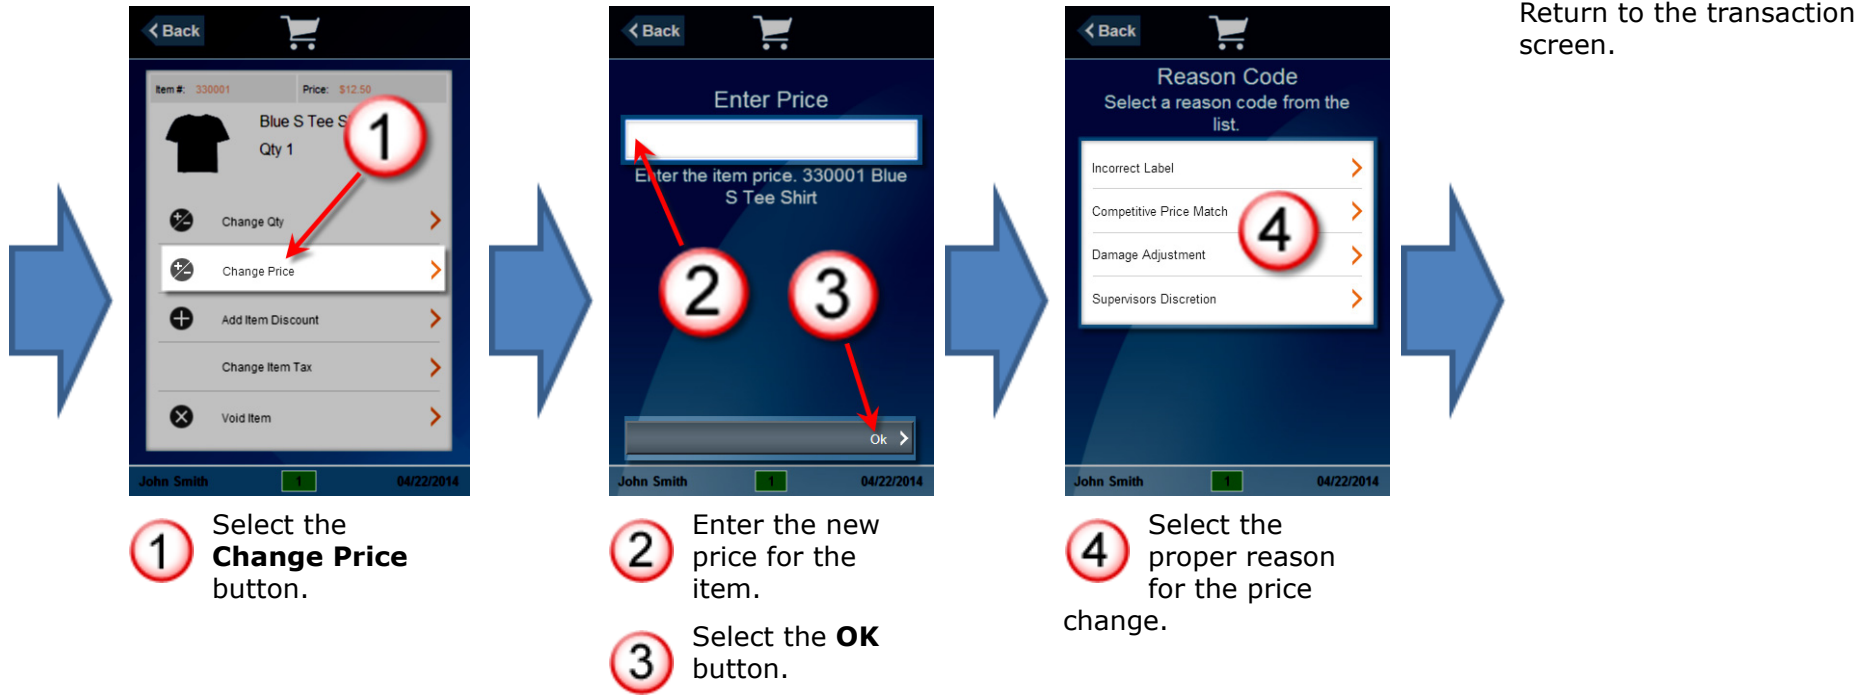 Back
Item #: 330001 Price: $12.50
Blue S Tee S
Qty 1
1
Change Qty
Change Price
Add Item Discount
Change Item Tax
Void Item
John Smith 1 04/22/2014
1 Select the
Change Price
button.
Back
Enter Price
Enter the item price. 330001 Blue
S Tee Shirt
2 3
Ok
John Smith 1 04/22/2014
2 Enter the new
price for the
item.
3 Select the OK
button.
Back
Reason Code
Select a reason code from the
list.
Incorrect Label
Competitive Price Match
4
Damage Adjustment
Supervisors Discretion
John Smith 1 04/22/2014
4 Select the
proper reason
for the price
change.
Return to the transaction
screen.